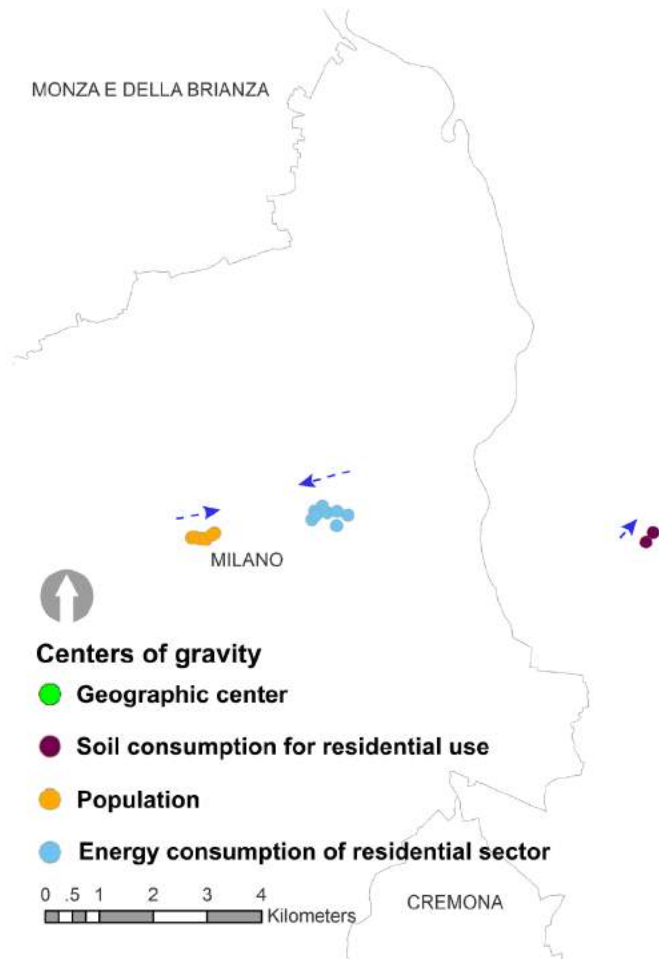 MONZA E DELLA BRIANZA
MILANO
Centers of gravity
Geographic center
Soil consumption for residential use
Population
Energy consumption of residential sector
0 .5 1 2 3 4
Kilometers
CREMONA